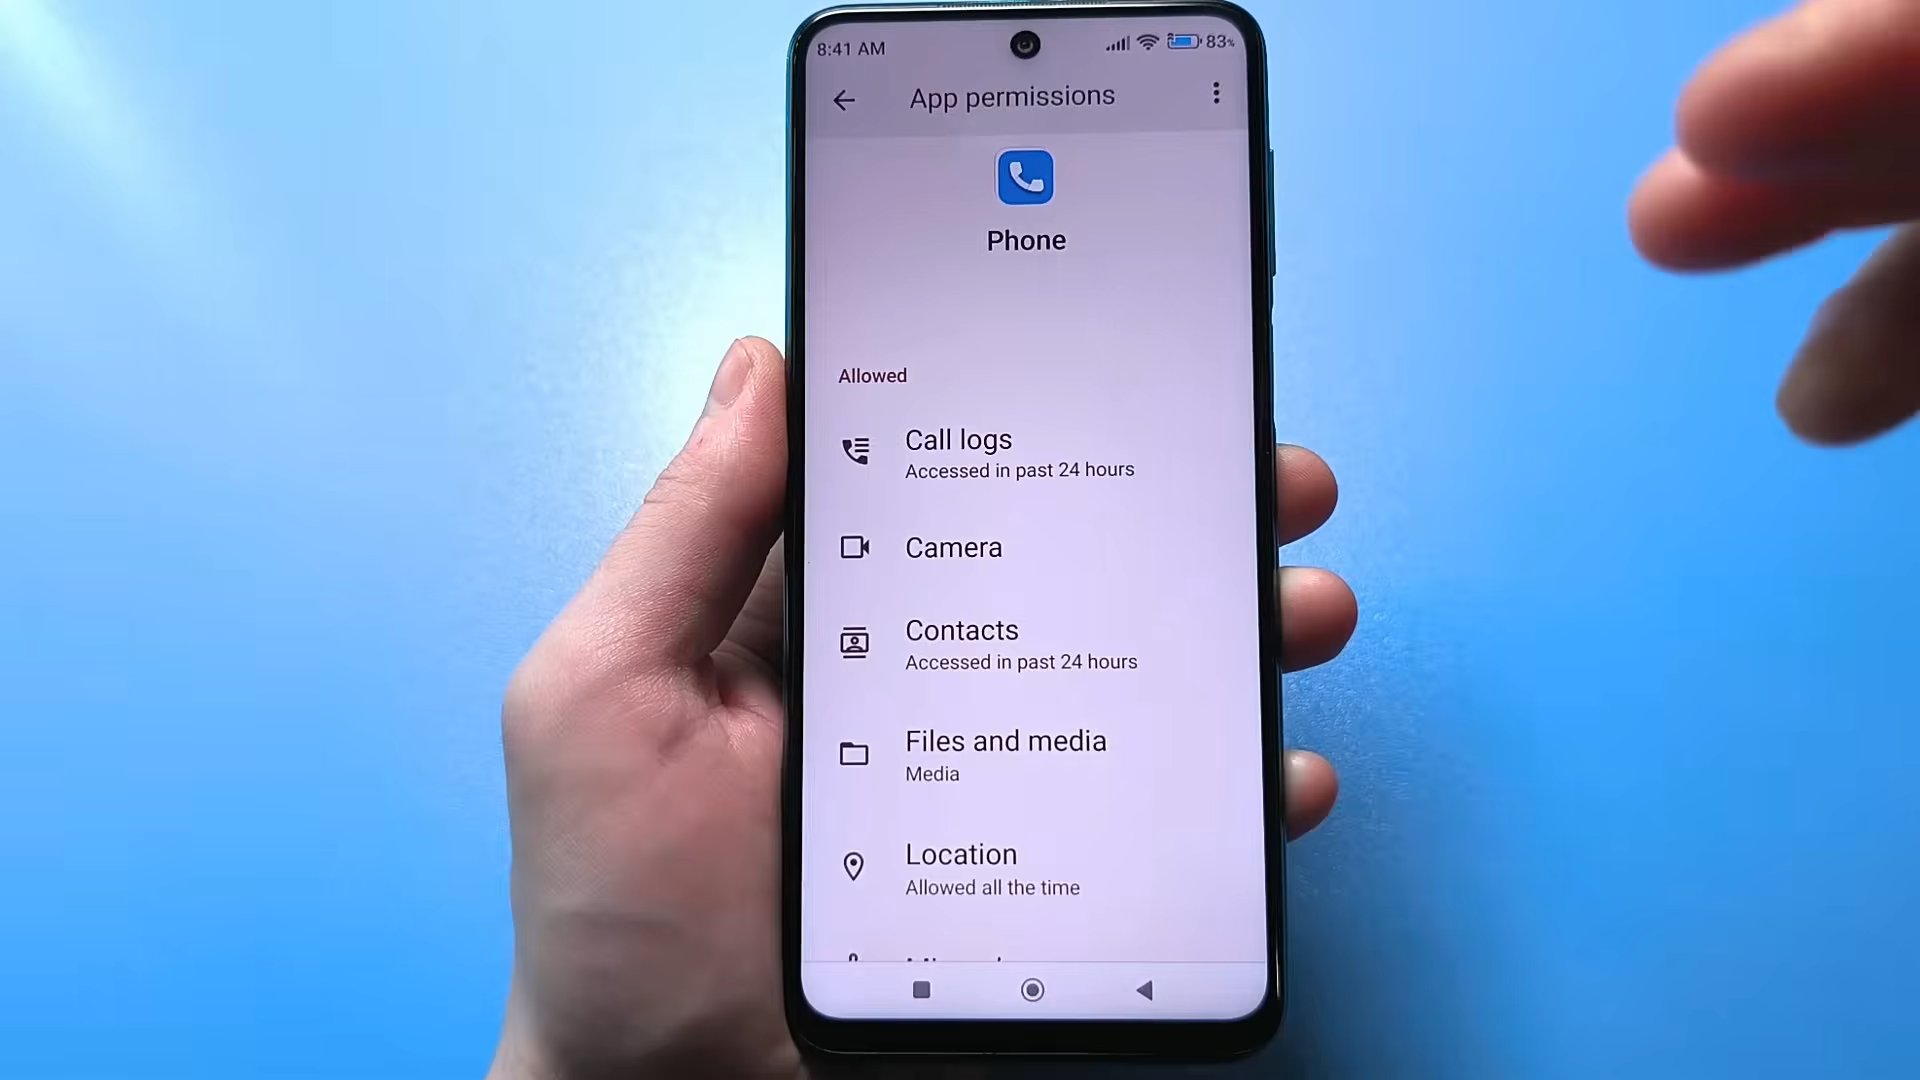 8:41 AM
83%
App permissions
Phone
Allowed
Call logs
Accessed in past 24 hours
Camera
Contacts
Accessed in past 24 hours
Files and media
Media
Location
Allowed all the time